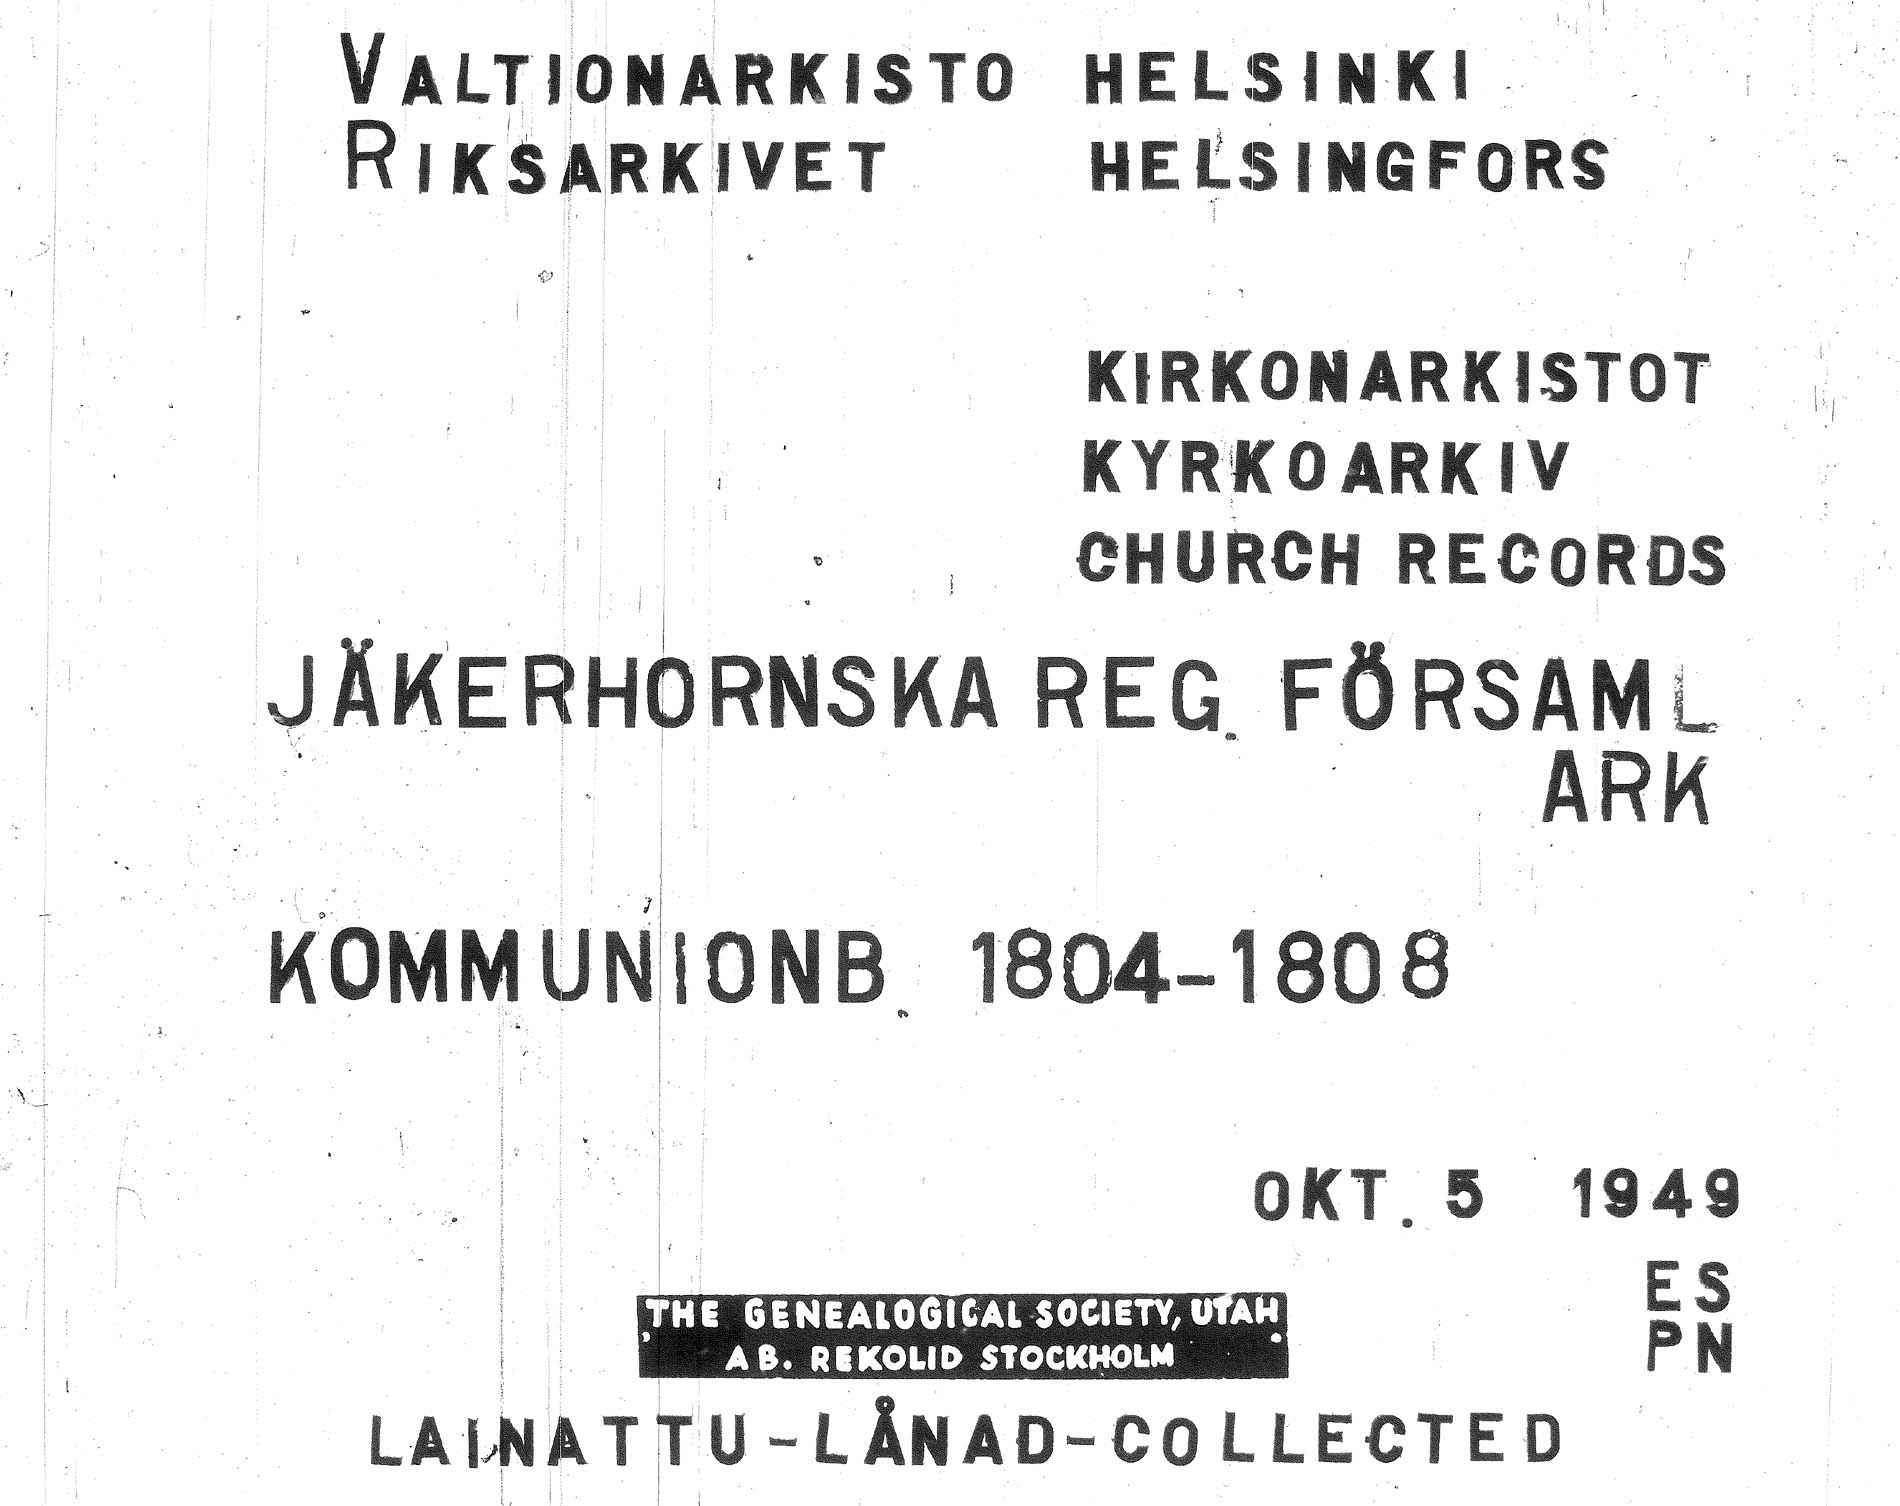 VALTIONARKISTO HELSINKI
RIKSARKIVET HELSINGFORS
KIRKONARKISTOT
KYRKOARKIV
CHURCH RECORDS
JÄKERHORNSKA REG. FÖRSAML
ARK
KOMMUNIONB. 1804-1808
OKT. 5 1949
ES
PN
THE GENEALOGICAL SOCIETY, UTAH
AB. REKOLID STOCKHOLM
LAINATTU-LÅNAD-COLLECTED